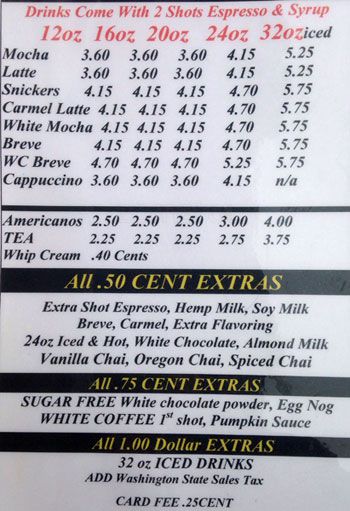 Drinks Come With 2 Shots Espresso & Syrup
12oz 16oz 20oz 24oz 32oz iced
Mocha 3.60 3.60 3.60 4.15 5.25
Latte 3.60 3.60 3.60 4.15 5.25
Snickers 4.15 4.15 4.15 4.70 5.75
Carmel Latte 4.15 4.15 4.15 4.70 5.75
White Mocha 4.15 4.15 4.15 4.70 5.75
Breve 4.15 4.15 4.15 4.70 5.75
WC Breve 4.70 4.70 4.70 5.25 5.75
Cappuccino 3.60 3.60 3.60 4.15 n/a
Americanos 2.50 2.50 2.50 3.00 4.00
TEA 2.25 2.25 2.25 2.75 3.75
Whip Cream .40 Cents
All .50 CENT EXTRAS
Extra Shot Espresso, Hemp Milk, Soy Milk
Breve, Carmel, Extra Flavoring
24oz Iced & Hot, White Chocolate, Almond Milk
Vanilla Chai, Oregon Chai, Spiced Chai
All .75 CENT EXTRAS
SUGAR FREE White chocolate powder, Egg Nog
WHITE COFFEE 1st shot, Pumpkin Sauce
All 1.00 Dollar EXTRAS
32 oz ICED DRINKS
ADD Washington State Sales Tax
CARD FEE .25CENT